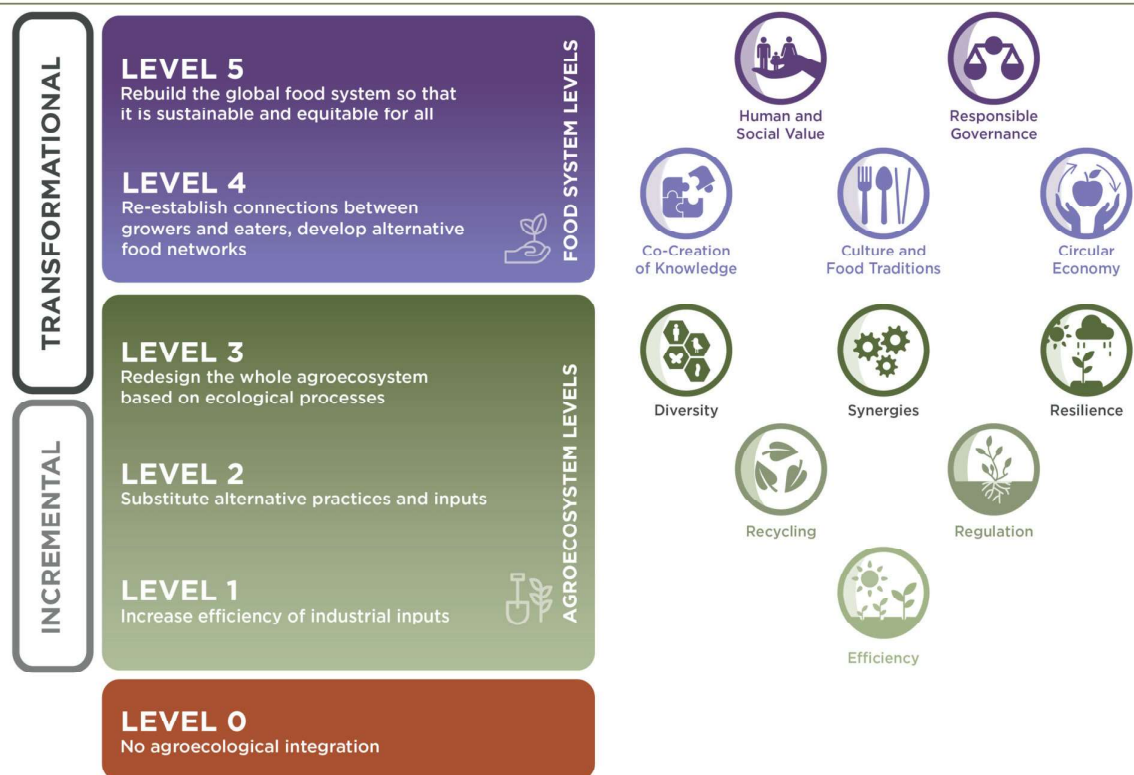 TRANSFORMATIONAL
INCREMENTAL
LEVEL 5
Rebuild the global food system so that
it is sustainable and equitable for all
LEVEL 4
Re-establish connections between
growers and eaters, develop alternative
food networks
FOOD SYSTEM LEVELS
LEVEL 3
Redesign the whole agroecosystem
based on ecological processes
LEVEL 2
Substitute alternative practices and inputs
LEVEL 1
Increase efficiency of industrial inputs
AGROECOSYSTEM LEVELS
LEVEL 0
No agroecological integration
Human and
Social Value
Responsible
Governance
Co-Creation
of Knowledge
Culture and
Food Traditions
Circular
Economy
Diversity
Synergies
Resilience
Recycling
Regulation
Efficiency